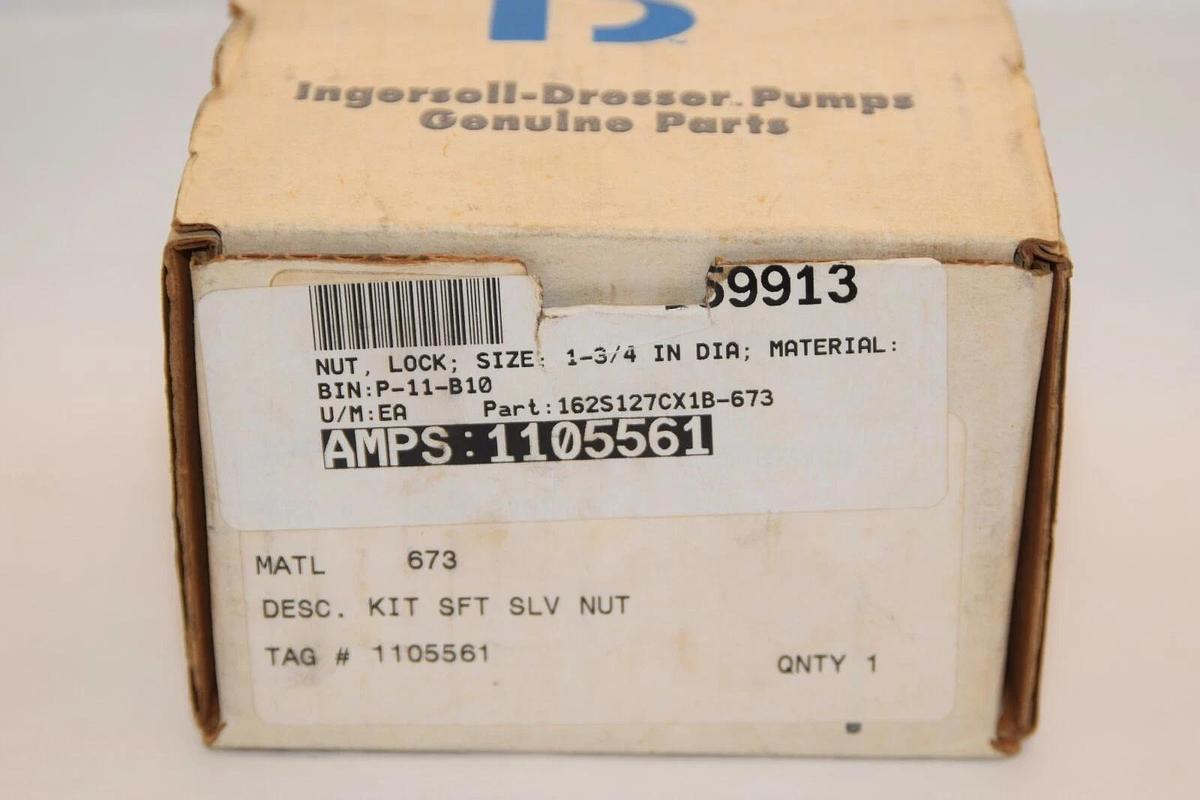 Ingersoll-Dresser Pumps
Genuine Parts
59913
NUT, LOCK; SIZE: 1-3/4 IN DIA; MATERIAL:
BIN:P-11-B10
U/M:EA Part:162S127CX1B-673
AMPS:1105561
MATL 673
DESC. KIT SFT SLV NUT
TAG # 1105561
QNTY 1